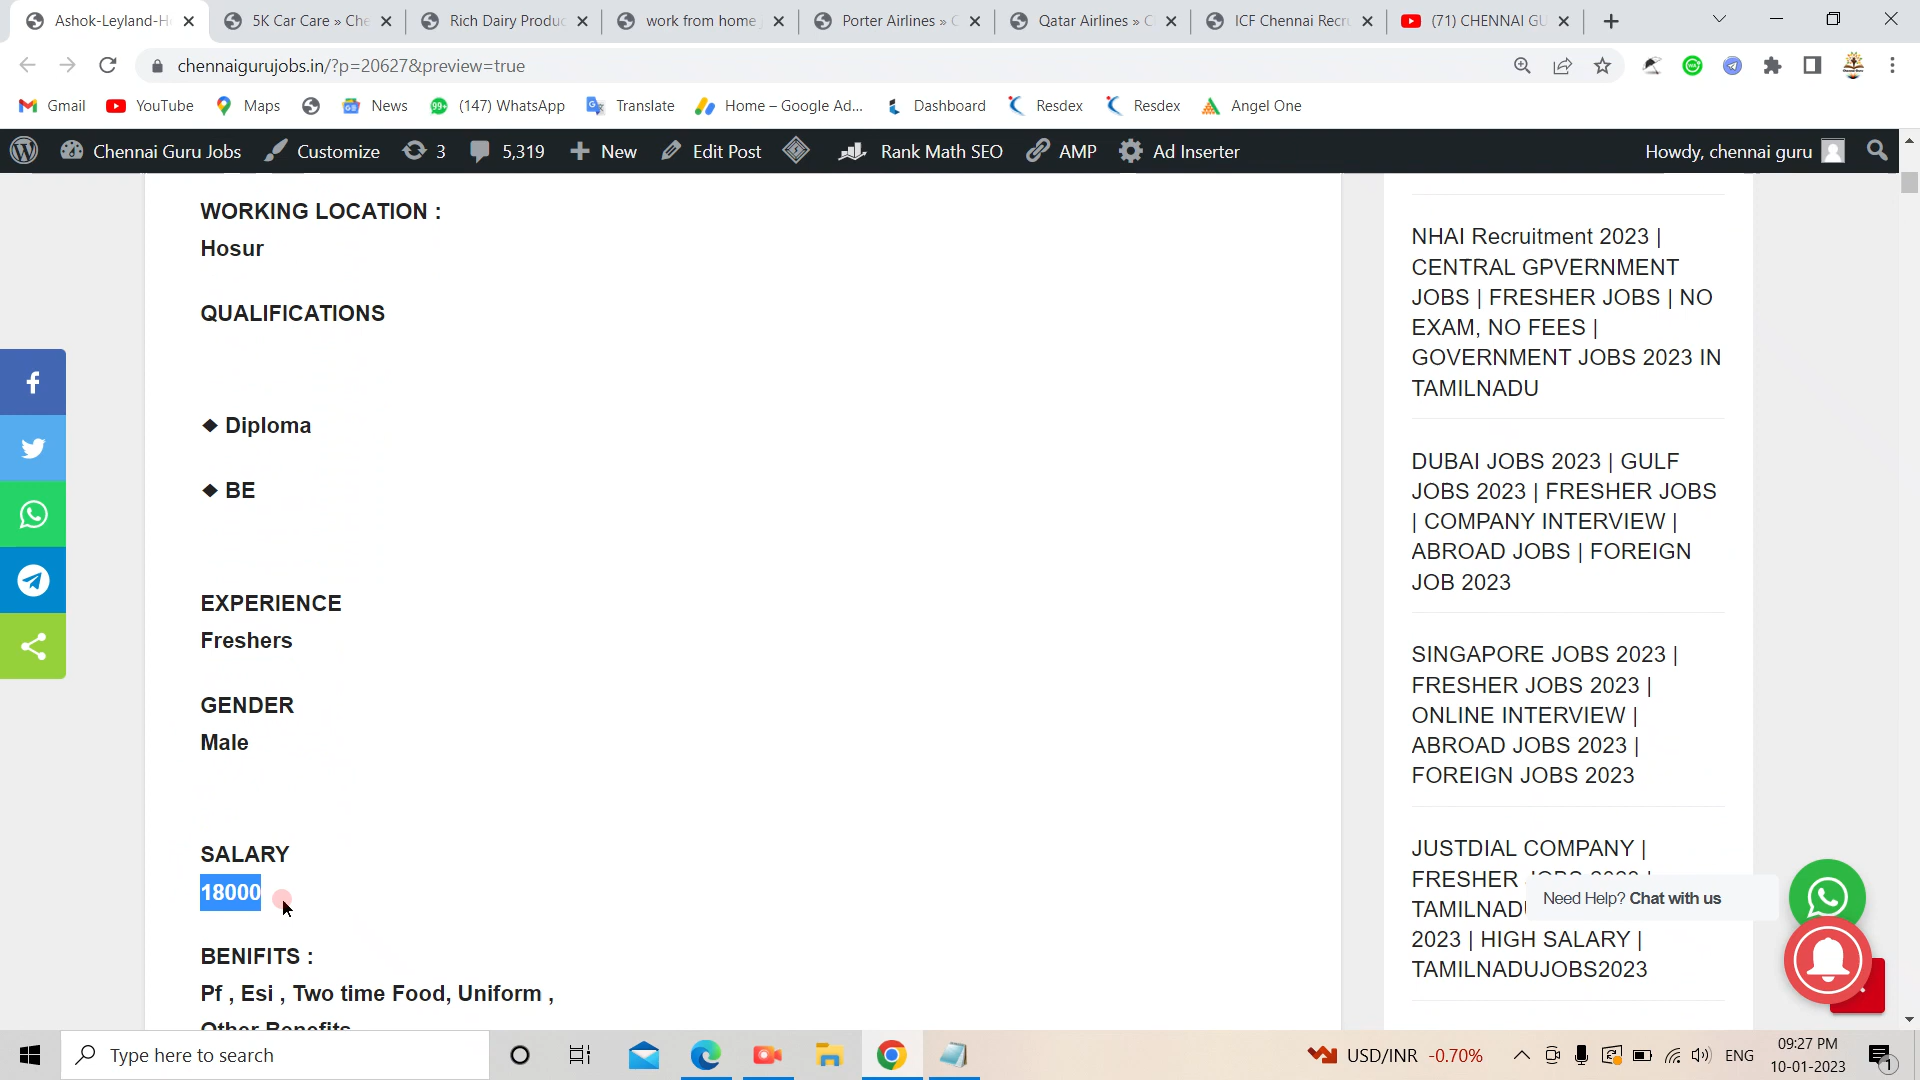 Ashok-Leyland-H
5K Car Care » Che
Rich Dairy Produc
work from home
Porter Airlines » C
Qatar Airlines » C
ICF Chennai Recru
(71) CHENNAI GU
chennaigurujobs.in/?p=20627&preview=true
Gmail
YouTube
Maps
News
(147) WhatsApp
Translate
Home – Google Ad...
Dashboard
Resdex
Resdex
Angel One
Chennai Guru Jobs
Customize
3
5,319
New
Edit Post
Rank Math SEO
AMP
Ad Inserter
Howdy, chennai guru
WORKING LOCATION :
Hosur
QUALIFICATIONS
❖ Diploma
❖ BE
EXPERIENCE
Freshers
GENDER
Male
SALARY
18000
BENIFITS :
Pf , Esi , Two time Food, Uniform ,
Other Benefits
NHAI Recruitment 2023 |
CENTRAL GPVERNMENT
JOBS | FRESHER JOBS | NO
EXAM, NO FEES |
GOVERNMENT JOBS 2023 IN
TAMILNADU
DUBAI JOBS 2023 | GULF
JOBS 2023 | FRESHER JOBS
| COMPANY INTERVIEW |
ABROAD JOBS | FOREIGN
JOB 2023
SINGAPORE JOBS 2023 |
FRESHER JOBS 2023 |
ONLINE INTERVIEW |
ABROAD JOBS 2023 |
FOREIGN JOBS 2023
JUSTDIAL COMPANY |
FRESHER
TAMILNADU
2023 | HIGH SALARY |
TAMILNADUJOBS2023
Need Help? Chat with us
Type here to search
USD/INR -0.70%
ENG
09:27 PM
10-01-2023
1